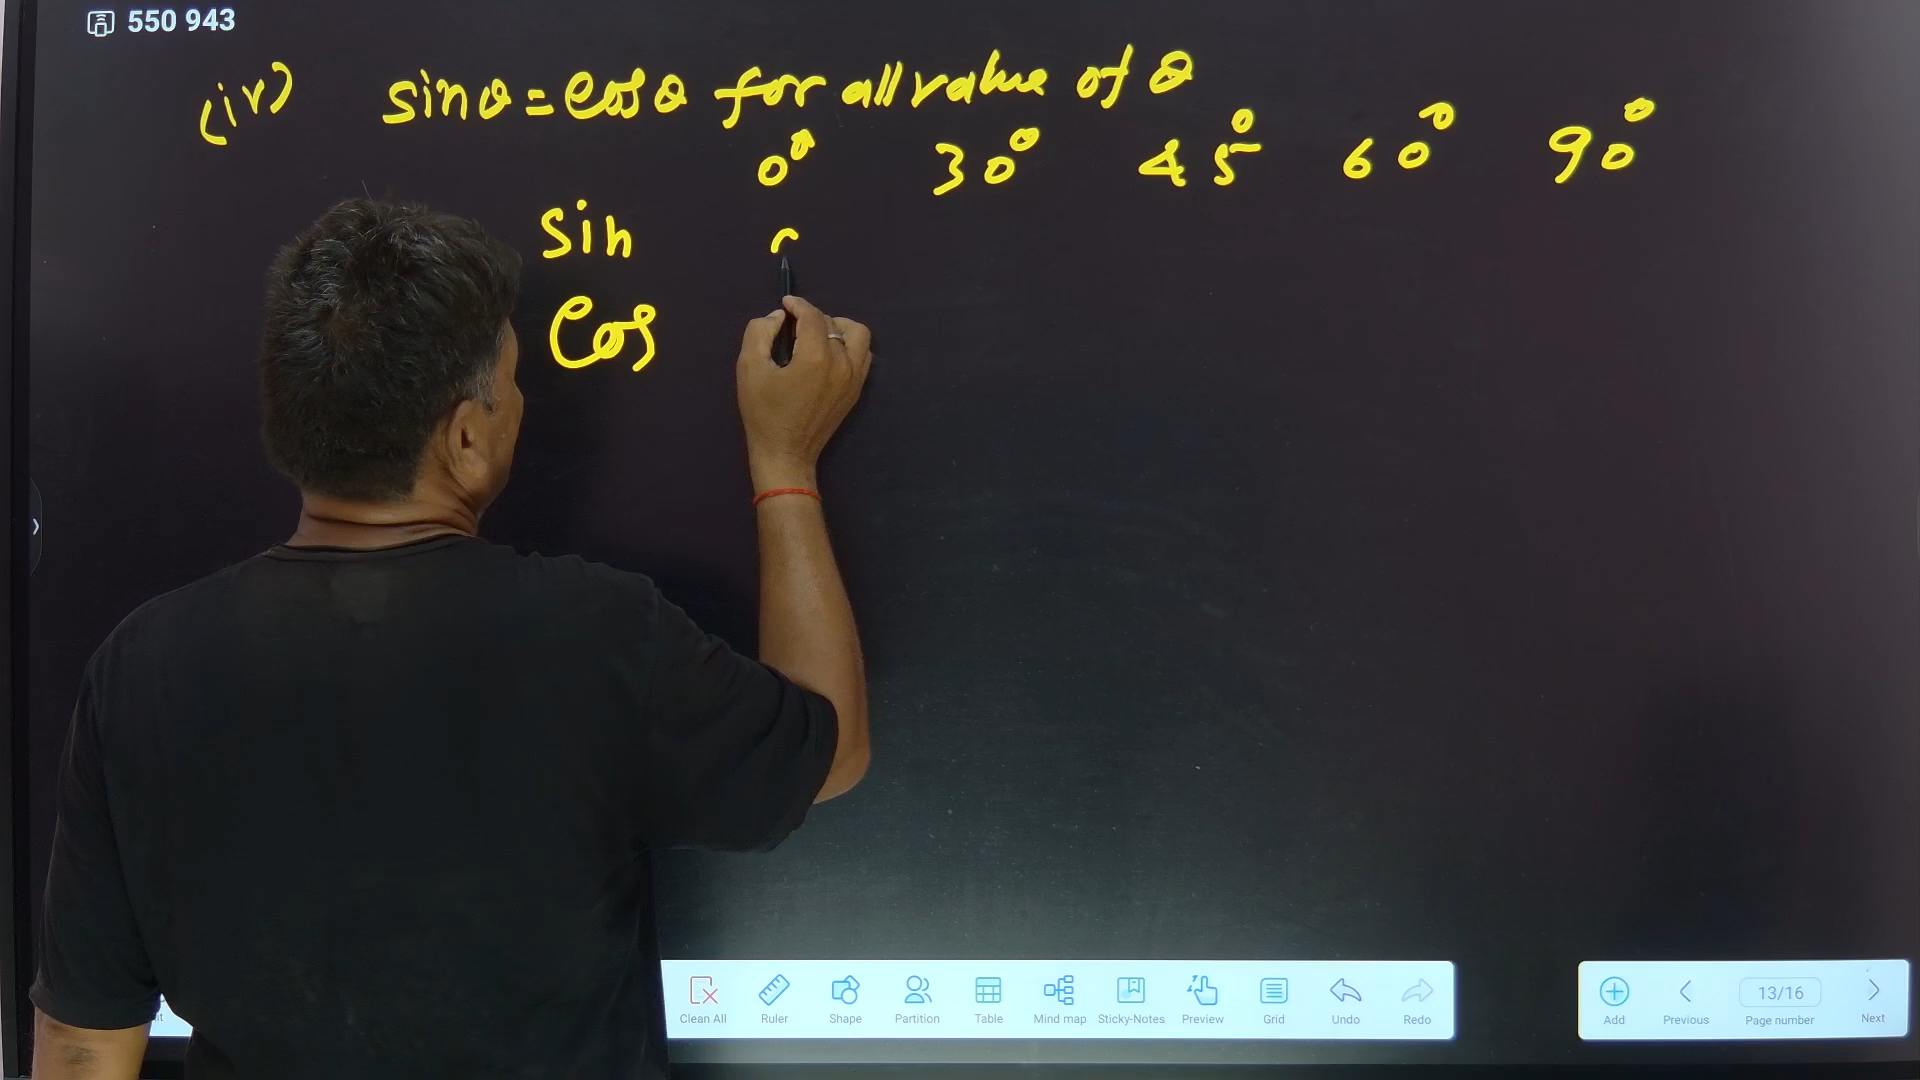 550 943
(iv) sinθ = cosθ for all value of θ
0° 30° 45° 60° 90°
sin
cos
Clean All Ruler Shape Partition Table Mind map Sticky-Notes Preview Grid Undo Redo
Add Previous 13/16 Page number Next